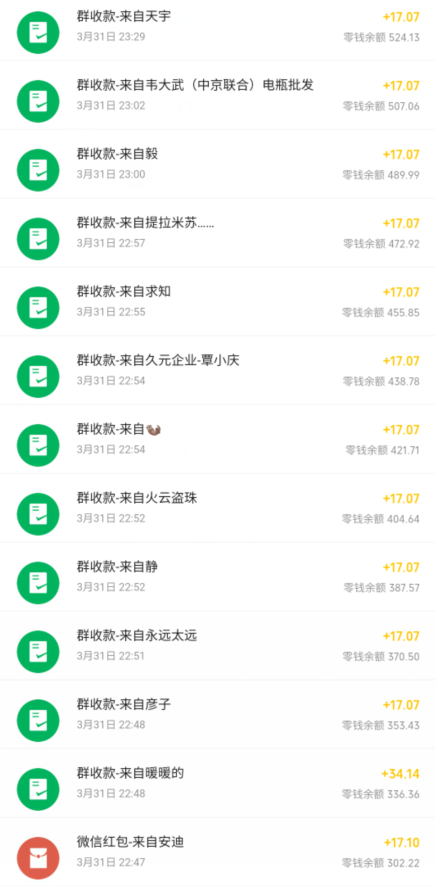 群收款-来自天宇
+17.07
3月31日 23:29
零钱余额 524.13
群收款-来自韦大武（中京联合）电瓶批发
+17.07
3月31日 23:02
零钱余额 507.06
群收款-来自毅
+17.07
3月31日 23:00
零钱余额 489.99
群收款-来自提拉米苏......
+17.07
3月31日 22:57
零钱余额 472.92
群收款-来自求知
+17.07
3月31日 22:55
零钱余额 455.85
群收款-来自久元企业-覃小庆
+17.07
3月31日 22:54
零钱余额 438.78
群收款-来自🦦
+17.07
3月31日 22:54
零钱余额 421.71
群收款-来自火云盗珠
+17.07
3月31日 22:52
零钱余额 404.64
群收款-来自静
+17.07
3月31日 22:52
零钱余额 387.57
群收款-来自永远太远
+17.07
3月31日 22:51
零钱余额 370.50
群收款-来自彦子
+17.07
3月31日 22:48
零钱余额 353.43
群收款-来自暖暖的
+34.14
3月31日 22:48
零钱余额 336.36
微信红包-来自安迪
+17.10
3月31日 22:47
零钱余额 302.22